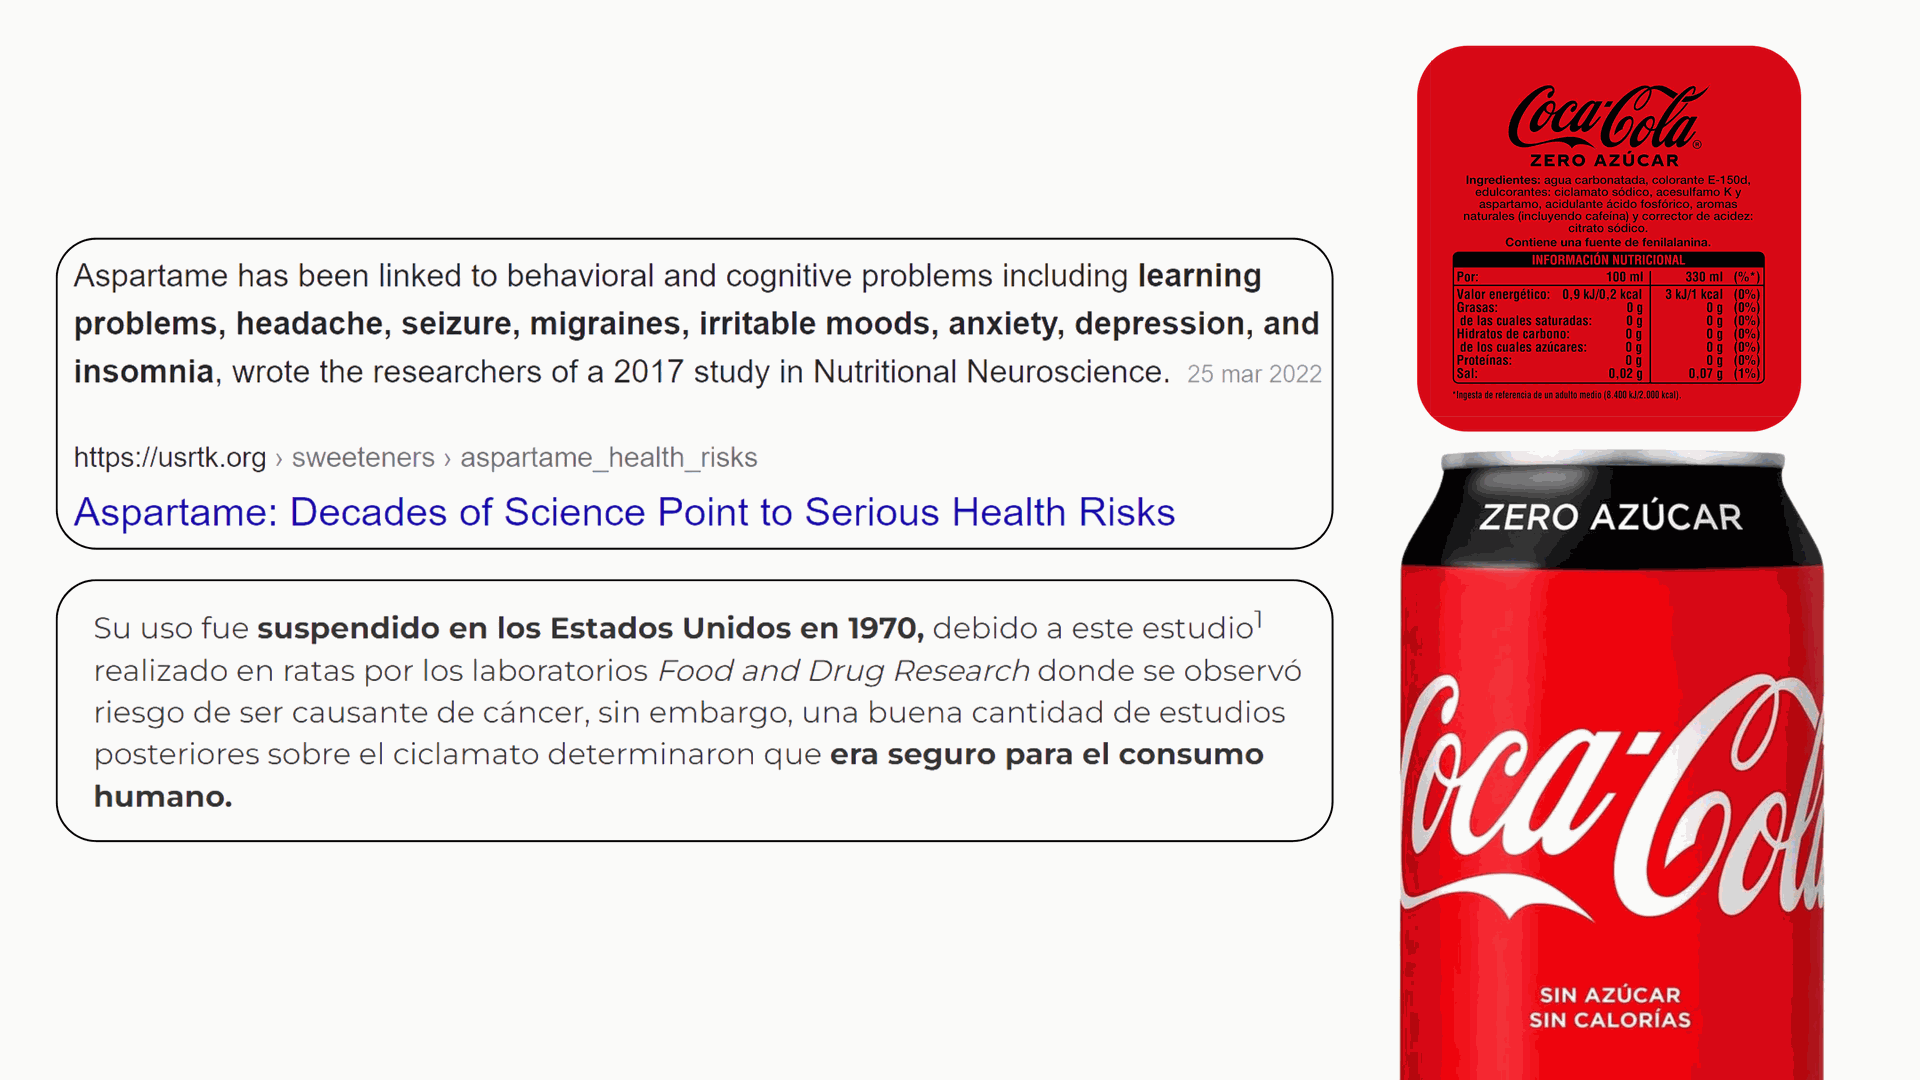 Aspartame has been linked to behavioral and cognitive problems including learning
problems, headache, seizure, migraines, irritable moods, anxiety, depression, and
insomnia, wrote the researchers of a 2017 study in Nutritional Neuroscience. 25 mar 2022
https://usrtk.org › sweeteners › aspartame_health_risks
Aspartame: Decades of Science Point to Serious Health Risks
Su uso fue suspendido en los Estados Unidos en 1970, debido a este estudio1
realizado en ratas por los laboratorios Food and Drug Research donde se observó
riesgo de ser causante de cáncer, sin embargo, una buena cantidad de estudios
posteriores sobre el ciclamato determinaron que era seguro para el consumo
humano.
Coca-Cola®
ZERO AZÚCAR
Ingredientes: agua carbonatada, colorante E-150d,
edulcorantes: ciclamato sódico, acesulfamo K y
aspartamo, acidulante ácido fosfórico, aromas
naturales (incluyendo cafeína) y corrector de acidez:
citrato sódico.
Contiene una fuente de fenilalanina.
INFORMACIÓN NUTRICIONAL
Por: 100 ml 330 ml (%*)
Valor energético: 0,9 kJ/0,2 kcal 3 kJ/1 kcal (0%)
Grasas: 0 g 0 g (0%)
de las cuales saturadas: 0 g 0 g (0%)
Hidratos de carbono: 0 g 0 g (0%)
de los cuales azúcares: 0 g 0 g (0%)
Proteínas: 0 g 0 g (0%)
Sal: 0,02 g 0,07 g (1%)
*Ingesta de referencia de un adulto medio (8.400 kJ/2.000 kcal).
ZERO AZÚCAR
Coca-Cola
SIN AZÚCAR
SIN CALORÍAS